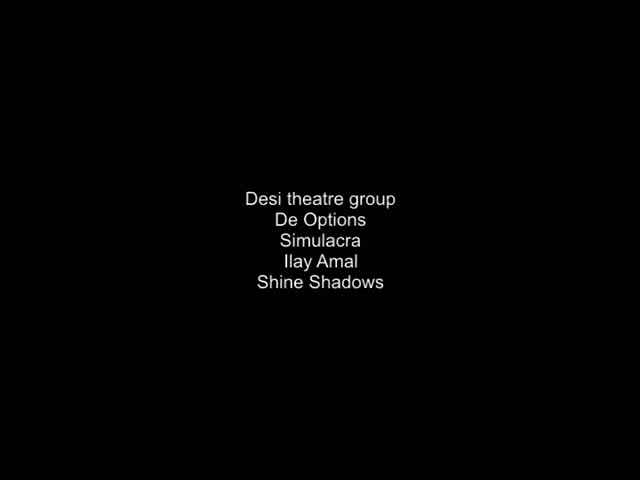 Desi theatre group
De Options
Simulacra
Ilay Amal
Shine Shadows